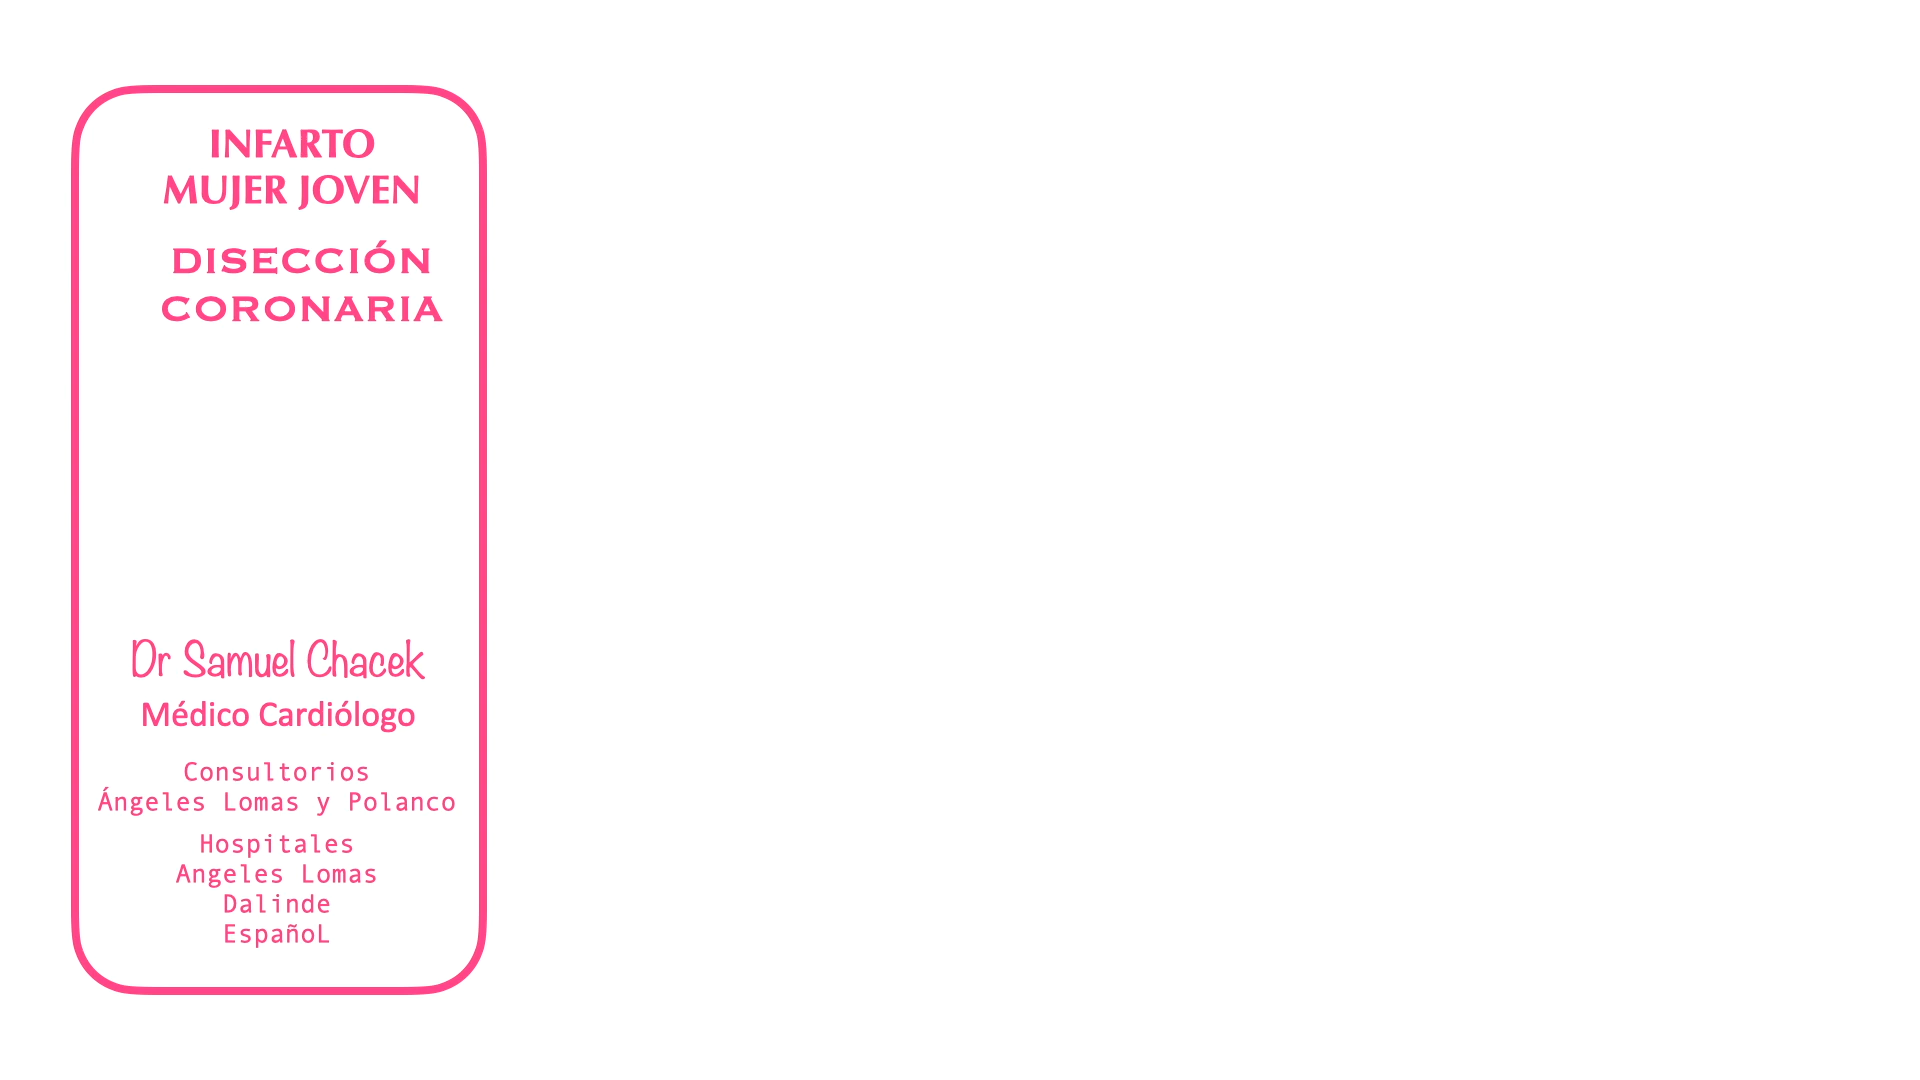 INFARTO
MUJER JOVEN
DISECCIÓN
CORONARIA
Dr Samuel Chacek
Médico Cardiólogo
Consultorios
Ángeles Lomas y Polanco
Hospitales
Angeles Lomas
Dalinde
EspañoL